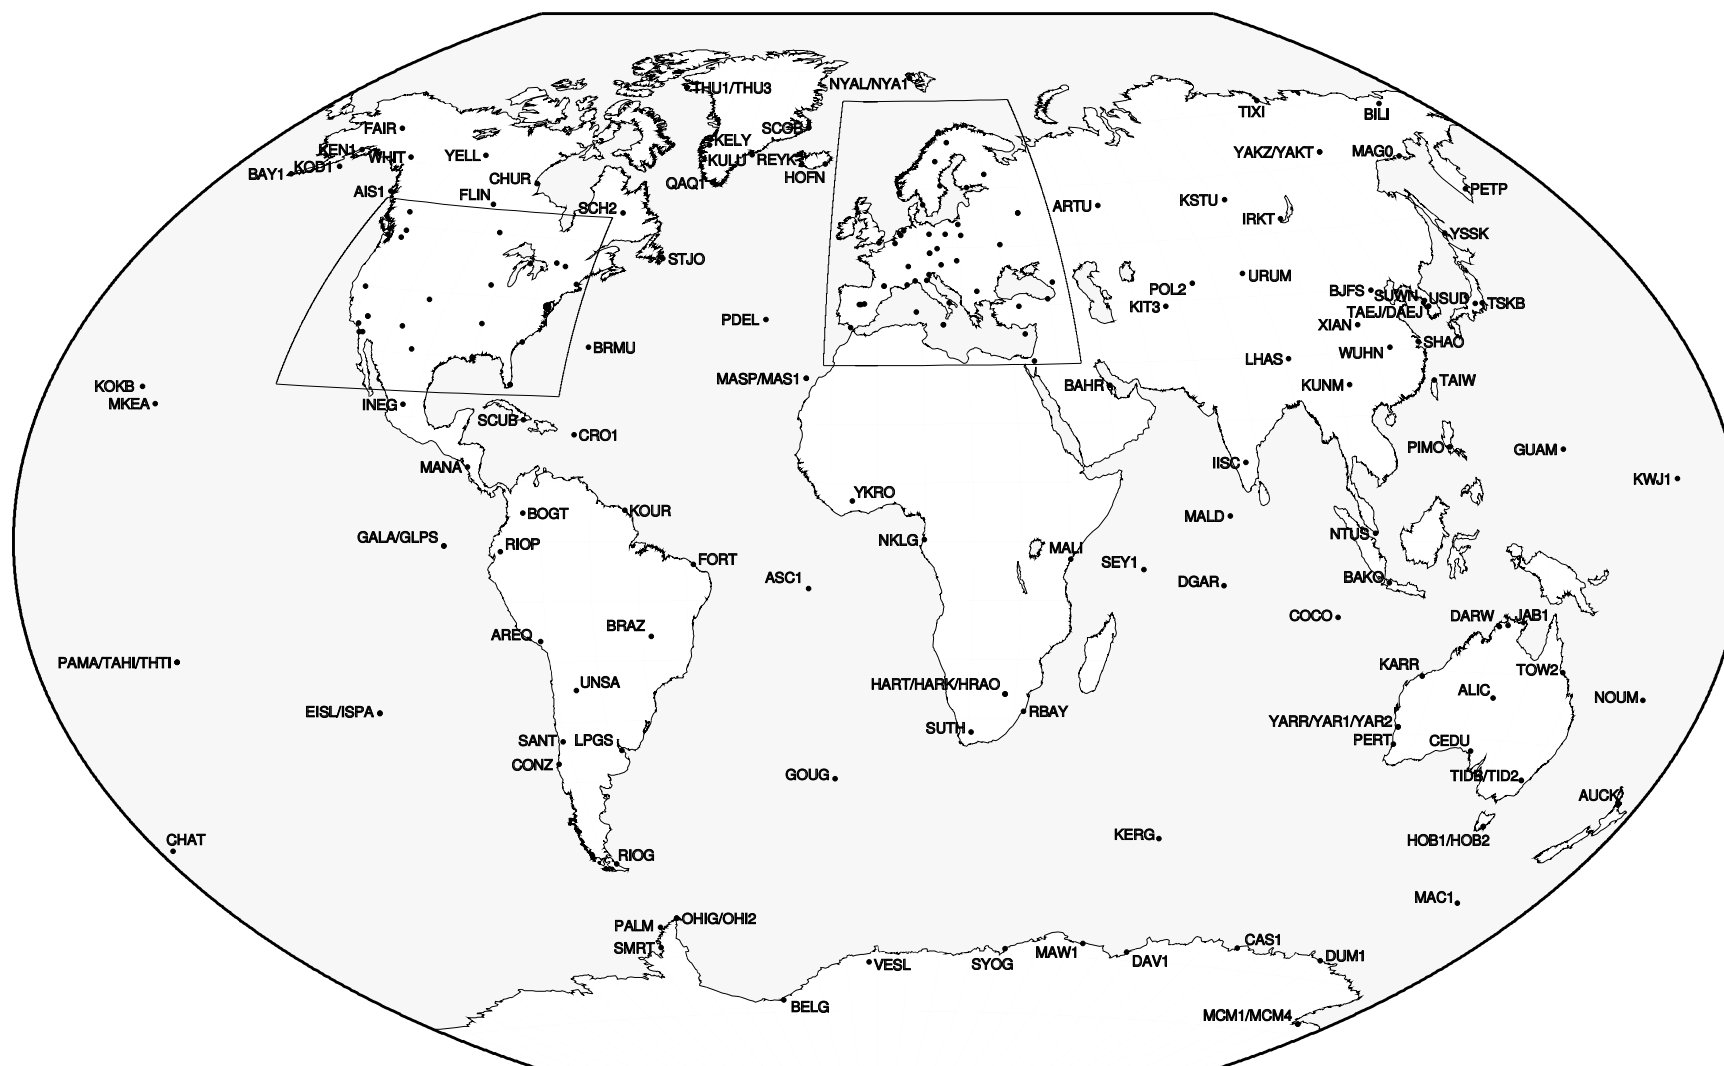 THU1/THU3
NYAL/NYA1
TIXI
BILI
FAIR
SCOB
KELY
KEN1
WHIT
YELL
KULU
REYK
YAKZ/YAKT
MAG0
BAY1
KOD1
CHUR
QAQ1
HOFN
PETP
AIS1
FLIN
SCH2
ARTU
KSTU
IRKT
YSSK
STJO
URUM
POL2
KIT3
BJFS
SUWN
USUD
TSKB
TAEJ/DAEJ
PDEL
XIAN
SHAO
BRMU
WUHN
LHAS
MASP/MAS1
BAHR
KUNM
TAIW
KOKB
MKEA
INEG
SCUB
CRO1
PIMO
GUAM
MANA
IISC
KWJ1
YKRO
BOGT
KOUR
MALD
GALA/GLPS
RIOP
NKLG
MALI
NTUS
FORT
SEY1
ASC1
DGAR
BAKO
COCO
DARW
JAB1
AREQ
BRAZ
PAMA/TAHI/THTI
KARR
TOW2
UNSA
HART/HARK/HRAO
ALIC
NOUM
EISL/ISPA
RBAY
YARR/YAR1/YAR2
SUTH
SANT
LPGS
PERT
CEDU
CONZ
GOUG
TIDB/TID2
AUCK
CHAT
KERG
HOB1/HOB2
RIOG
MAC1
OHIG/OHI2
PALM
SMRT
CAS1
MAW1
DUM1
VESL
SYOG
DAV1
BELG
MCM1/MCM4